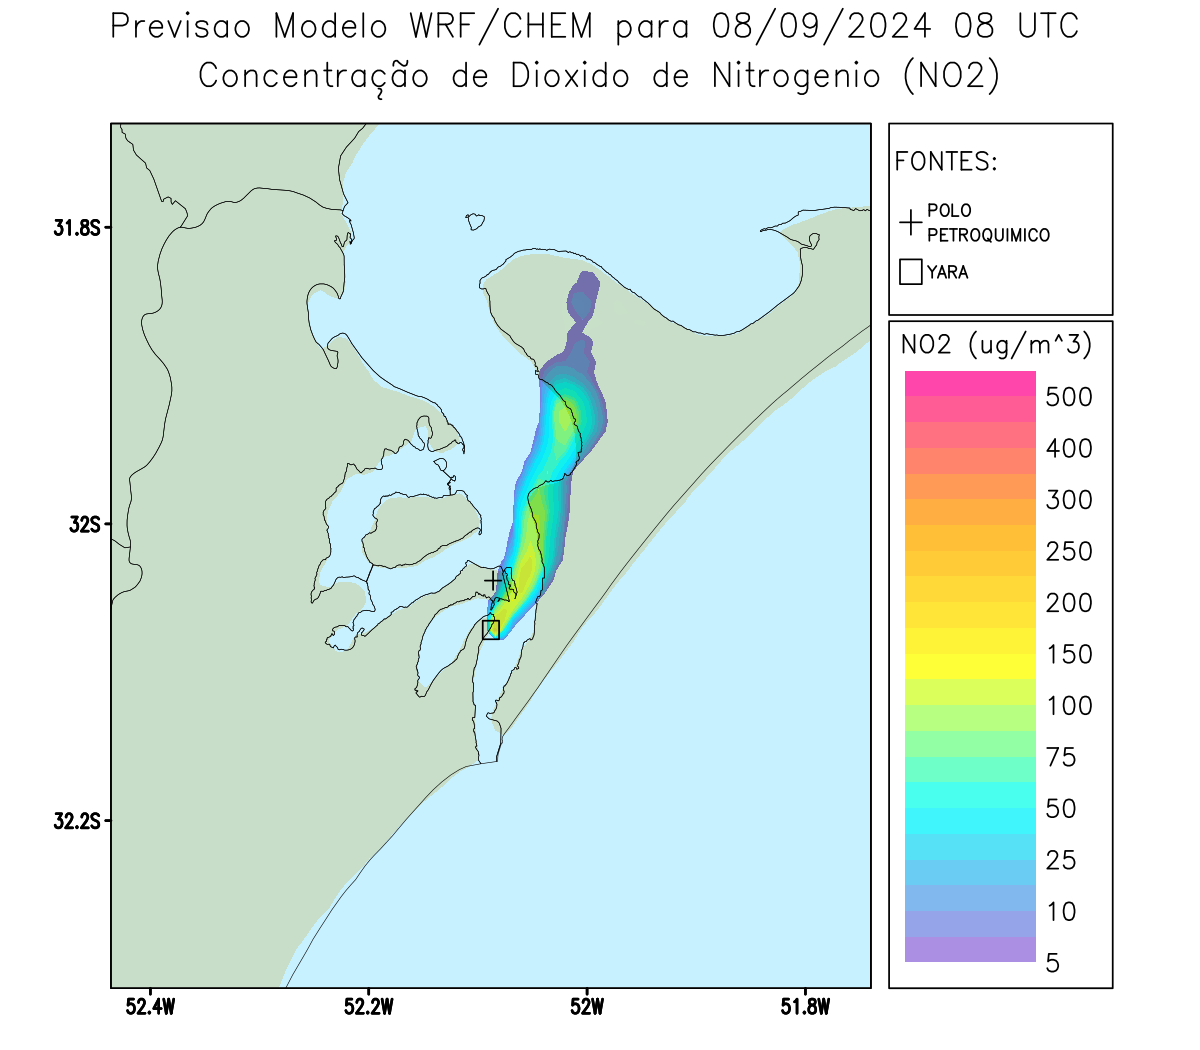 Previsao Modelo WRF/CHEM para 08/09/2024 08 UTC
Concentração de Dioxido de Nitrogenio (NO2)
FONTES:
POLO
PETROQUIMICO
YARA
31.8S
32S
32.2S
52.4W
52.2W
52W
51.8W
NO2 (ug/m^3)
500
400
300
250
200
150
100
75
50
25
10
5